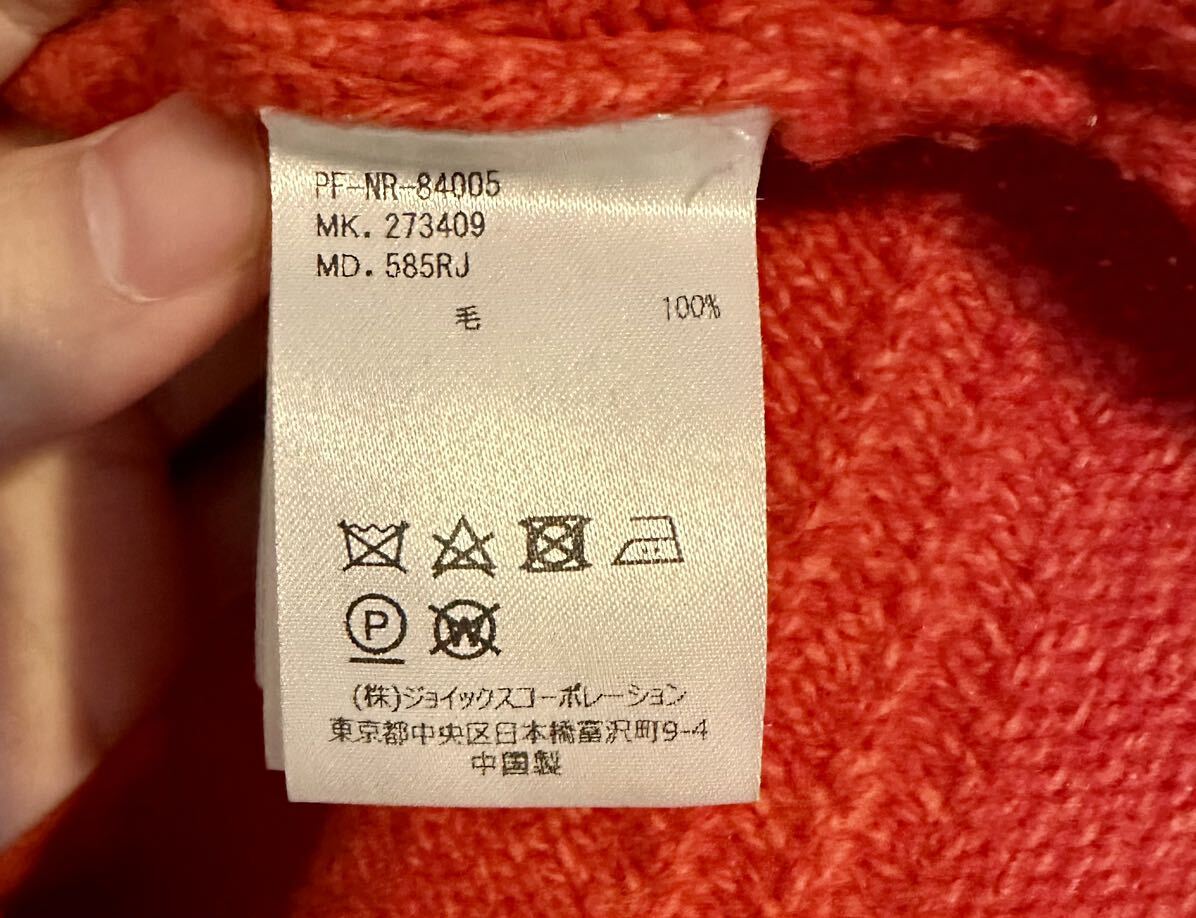 PF-NR-84005
MK. 273409
MD. 585RJ
毛 100%
P W
(株)ジョイックスコーポレーション
東京都中央区日本橋富沢町9-4
中国製